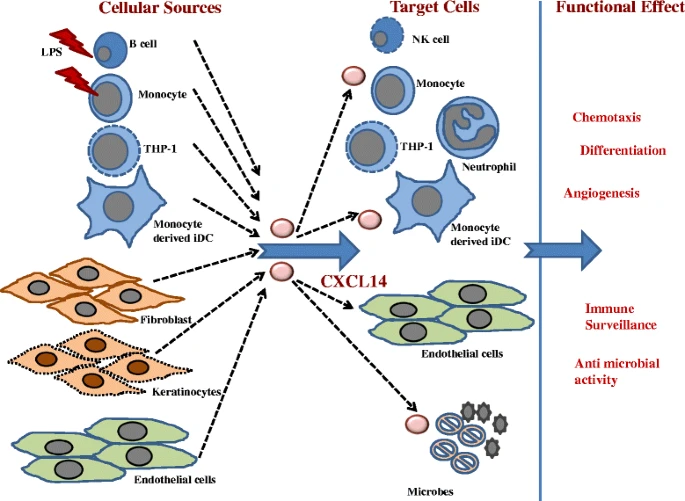 Cellular Sources
Target Cells
Functional Effect
LPS
B cell
Monocyte
THP-1
Monocyte
derived iDC
Fibroblast
Keratinocytes
Endothelial cells
CXCL14
NK cell
Monocyte
THP-1
Neutrophil
Monocyte
derived iDC
Endothelial cells
Microbes
Chemotaxis
Differentiation
Angiogenesis
Immune
Surveillance
Anti microbial
activity